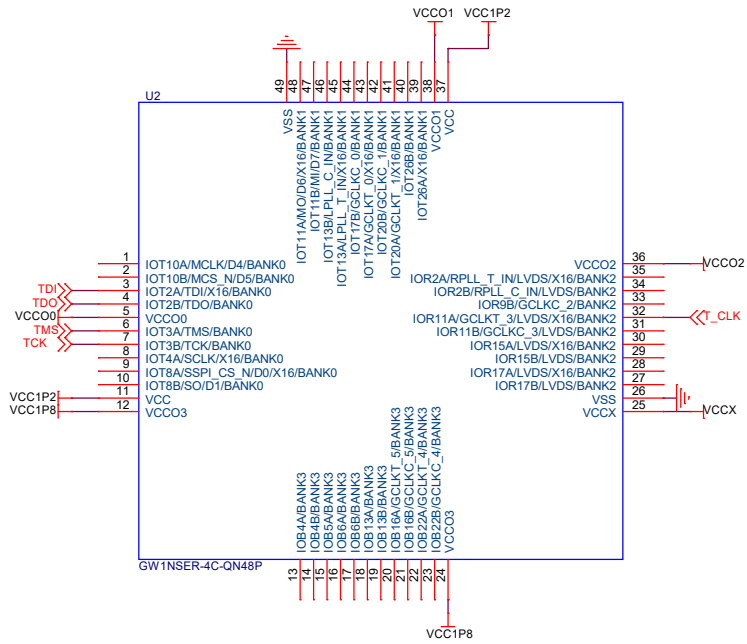 VCCO1
VCC1P2
49
48
47
46
45
44
43
42
41
40
39
38
37
U2
VSS
IOT11A/MO/D6/X16/BANK1
IOT11B/MI/D7/BANK1
IOT13B/LPLL_C_IN/BANK1
IOT13A/LPLL_T_IN/X16/BANK1
IOT17B/GCLKC_0/BANK1
IOT17A/GCLKT_0/X16/BANK1
IOT20B/GCLKC_1/BANK1
IOT20A/GCLKT_1/X16/BANK1
IOT26B/BANK1
IOT26A/X16/BANK1
VCCO1
VCC
1 IOT10A/MCLK/D4/BANK0
2 IOT10B/MCS_N/D5/BANK0
TDI 3 IOT2A/TDI/X16/BANK0
TDO 4 IOT2B/TDO/BANK0
VCCO0 5 VCCO0
TMS 6 IOT3A/TMS/BANK0
TCK 7 IOT3B/TCK/BANK0
8 IOT4A/SCLK/X16/BANK0
9 IOT8A/SSPI_CS_N/D0/X16/BANK0
10 IOT8B/SO/D1/BANK0
VCC1P2 11 VCC
VCC1P8 12 VCCO3
VCCO2 36 VCCO2
IOR2A/RPLL_T_IN/LVDS/X16/BANK2 35
IOR2B/RPLL_C_IN/LVDS/BANK2 34
IOR9B/GCLKC_2/BANK2 33
IOR11A/GCLKT_3/LVDS/X16/BANK2 32 T_CLK
IOR11B/GCLKC_3/LVDS/BANK2 31
IOR15A/LVDS/X16/BANK2 30
IOR15B/LVDS/BANK2 29
IOR17A/LVDS/X16/BANK2 28
IOR17B/LVDS/BANK2 27
VSS 26
VCCX 25 VCCX
IOB4A/BANK3
IOB4B/BANK3
IOB5A/BANK3
IOB6A/BANK3
IOB6B/BANK3
IOB13A/BANK3
IOB13B/BANK3
IOB16A/GCLKT_5/BANK3
IOB16B/GCLKC_5/BANK3
IOB22A/GCLKT_4/BANK3
IOB22B/GCLKC_4/BANK3
VCCO3
GW1NSER-4C-QN48P
13
14
15
16
17
18
19
20
21
22
23
24
VCC1P8